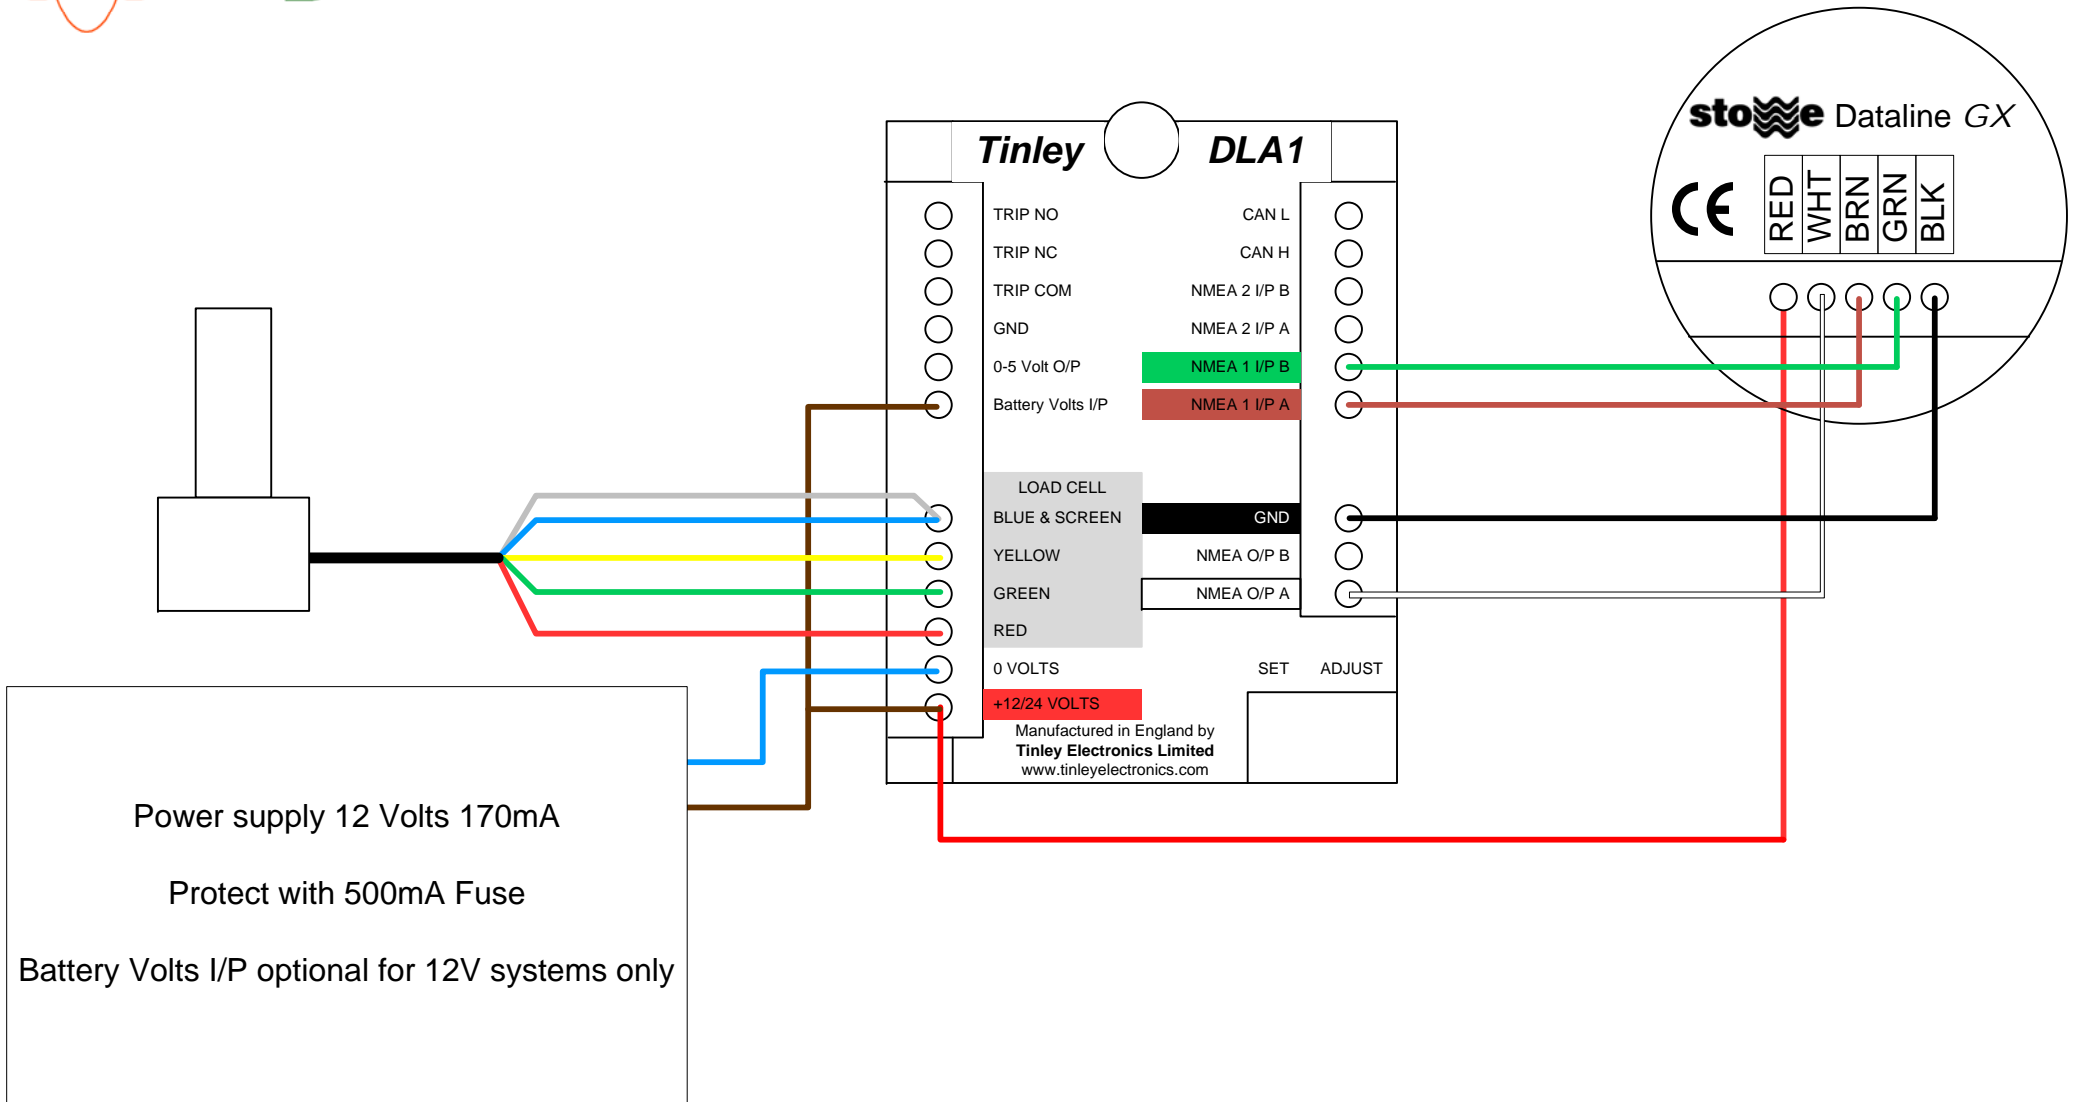 Tinley DLA1
TRIP NO
TRIP NC
TRIP COM
GND
0-5 Volt O/P
Battery Volts I/P
LOAD CELL
BLUE & SCREEN
YELLOW
GREEN
RED
0 VOLTS
+12/24 VOLTS
CAN L
CAN H
NMEA 2 I/P B
NMEA 2 I/P A
NMEA 1 I/P B
NMEA 1 I/P A
GND
NMEA O/P B
NMEA O/P A
SET ADJUST
Manufactured in England by
Tinley Electronics Limited
www.tinleyelectronics.com
stowe Dataline GX
CE
RED
WHT
BRN
GRN
BLK
Power supply 12 Volts 170mA
Protect with 500mA Fuse
Battery Volts I/P optional for 12V systems only